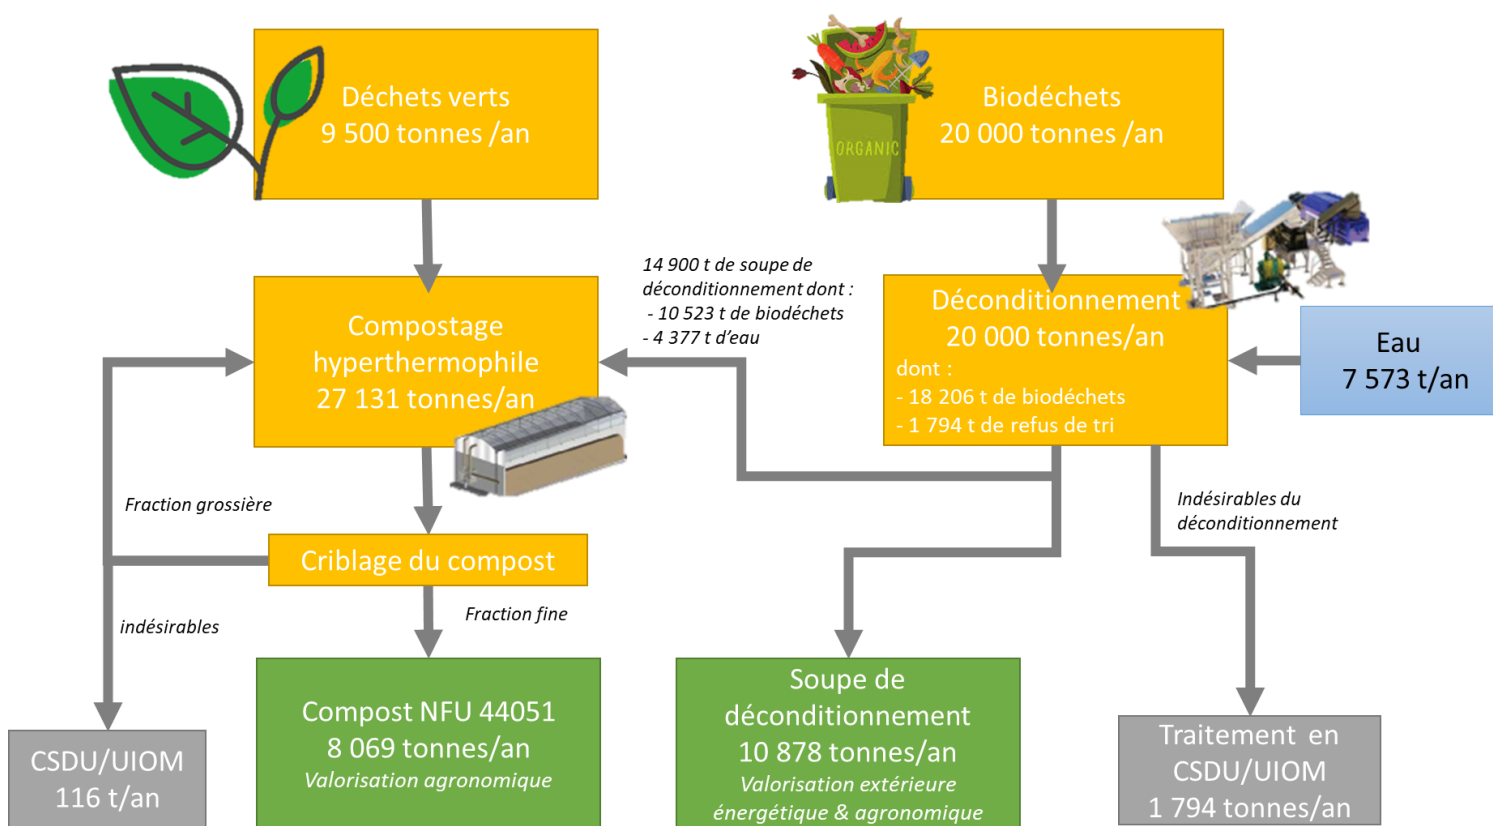 Déchets verts
9 500 tonnes /an
Biodéchets
20 000 tonnes /an
ORGANIC
14 900 t de soupe de
déconditionnement dont :
- 10 523 t de biodéchets
- 4 377 t d’eau
Compostage
hyperthermophile
27 131 tonnes/an
Déconditionnement
20 000 tonnes/an
dont :
- 18 206 t de biodéchets
- 1 794 t de refus de tri
Eau
7 573 t/an
Fraction grossière
Indésirables du
déconditionnement
Criblage du compost
indésirables
Fraction fine
CSDU/UIOM
116 t/an
Compost NFU 44051
8 069 tonnes/an
Valorisation agronomique
Soupe de
déconditionnement
10 878 tonnes/an
Valorisation extérieure
énergétique & agronomique
Traitement en
CSDU/UIOM
1 794 tonnes/an